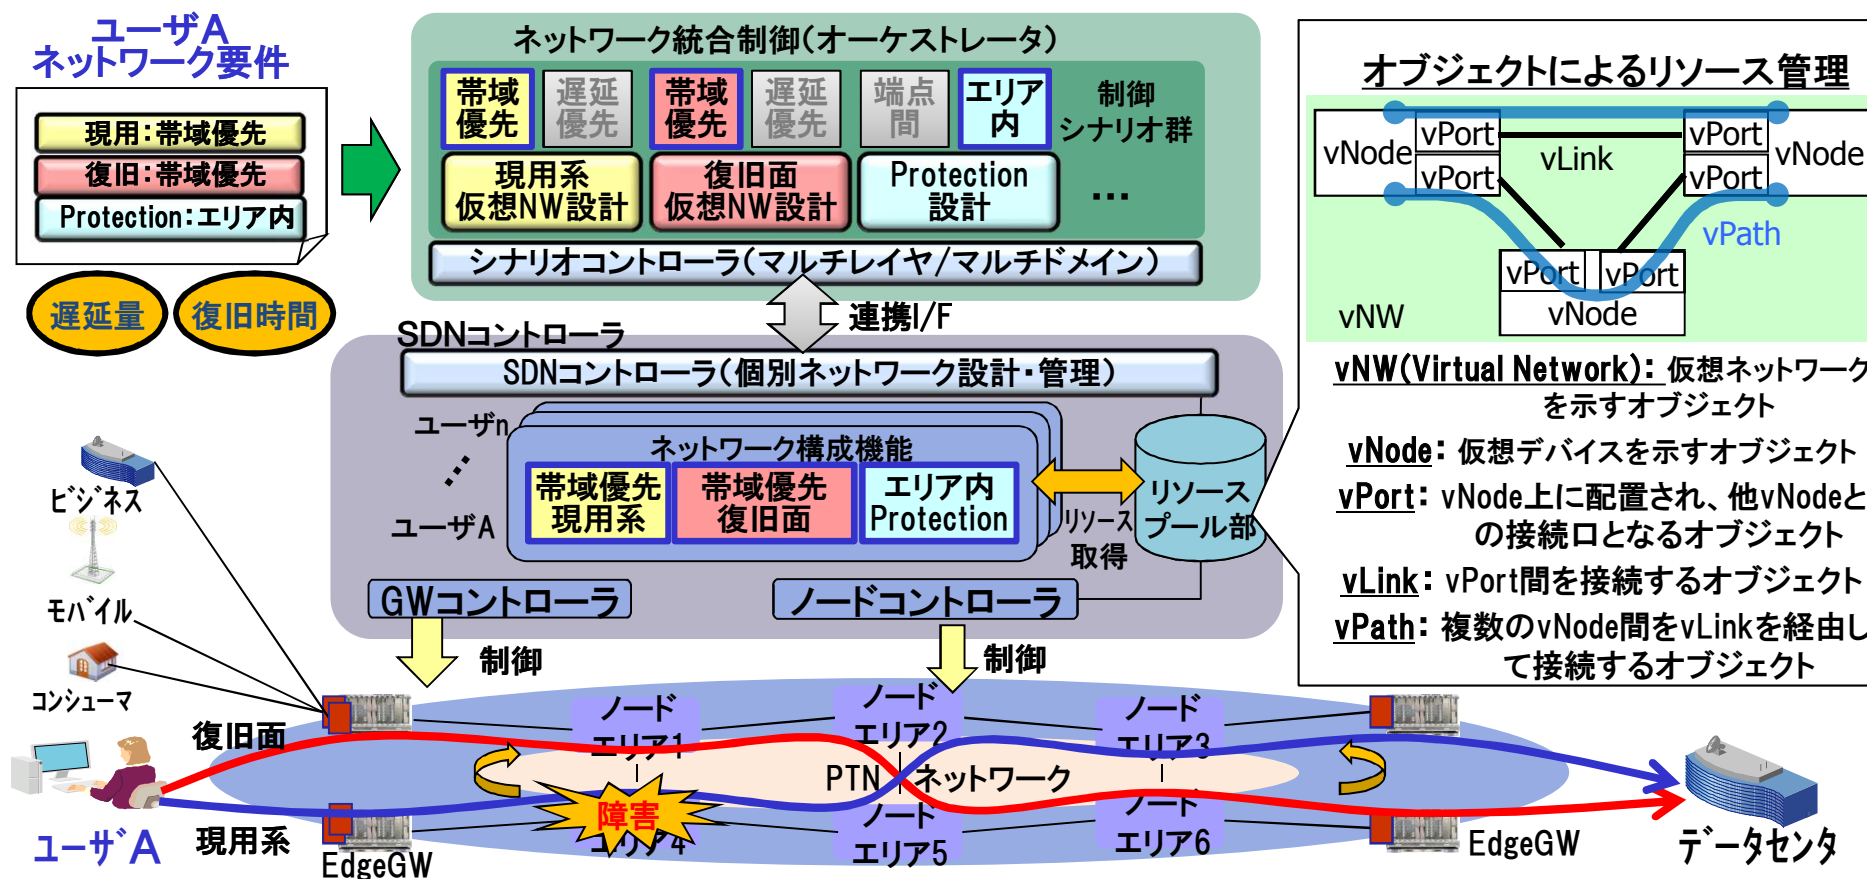 ユーザA
ネットワーク要件
現用:帯域優先
復旧:帯域優先
Protection:エリア内
遅延量
復旧時間
ネットワーク統合制御(オーケストレータ)
帯域
優先
遅延
優先
帯域
優先
遅延
優先
端点
間
エリア
内
制御
シナリオ群
現用系
仮想NW設計
復旧面
仮想NW設計
Protection
設計
…
シナリオコントローラ(マルチレイヤ/マルチドメイン)
連携I/F
SDNコントローラ
SDNコントローラ(個別ネットワーク設計・管理)
ユーザn
ユーザA
ネットワーク構成機能
帯域優先
現用系
帯域優先
復旧面
エリア内
Protection
リソース
取得
リソース
プール部
GWコントローラ
ノードコントローラ
制御
制御
オブジェクトによるリソース管理
vNode
vPort
vPort
vLink
vPort
vPort
vNode
vPath
vPort
vPort
vNode
vNW
vNW(Virtual Network): 仮想ネットワーク
を示すオブジェクト
vNode: 仮想デバイスを示すオブジェクト
vPort: vNode上に配置され、他vNodeと
の接続口となるオブジェクト
vLink: vPort間を接続するオブジェクト
vPath: 複数のvNode間をvLinkを経由し
て接続するオブジェクト
ビジネス
モバイル
コンシューマ
復旧面
現用系
ユーザA
EdgeGW
ノード
エリア1
ノード
エリア2
ノード
エリア3
PTN ネットワーク
障害
エリア4
ノード
エリア5
ノード
エリア6
EdgeGW
データセンタ